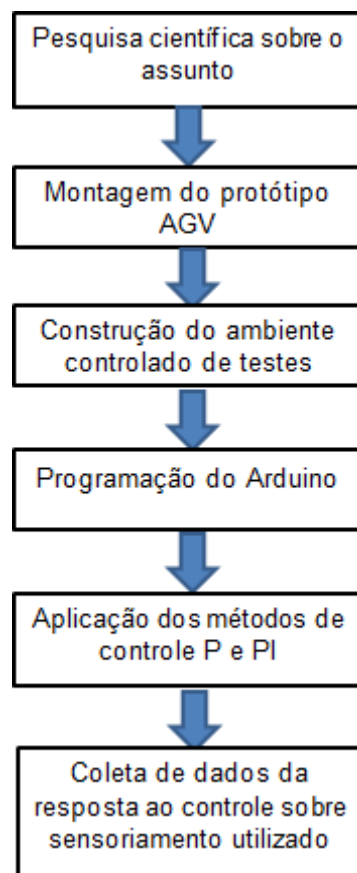 Pesquisa científica sobre o
assunto
Montagem do protótipo
AGV
Construção do ambiente
controlado de testes
Programação do Arduino
Aplicação dos métodos de
controle P e PI
Coleta de dados da
resposta ao controle sobre
sensoriamento utilizado